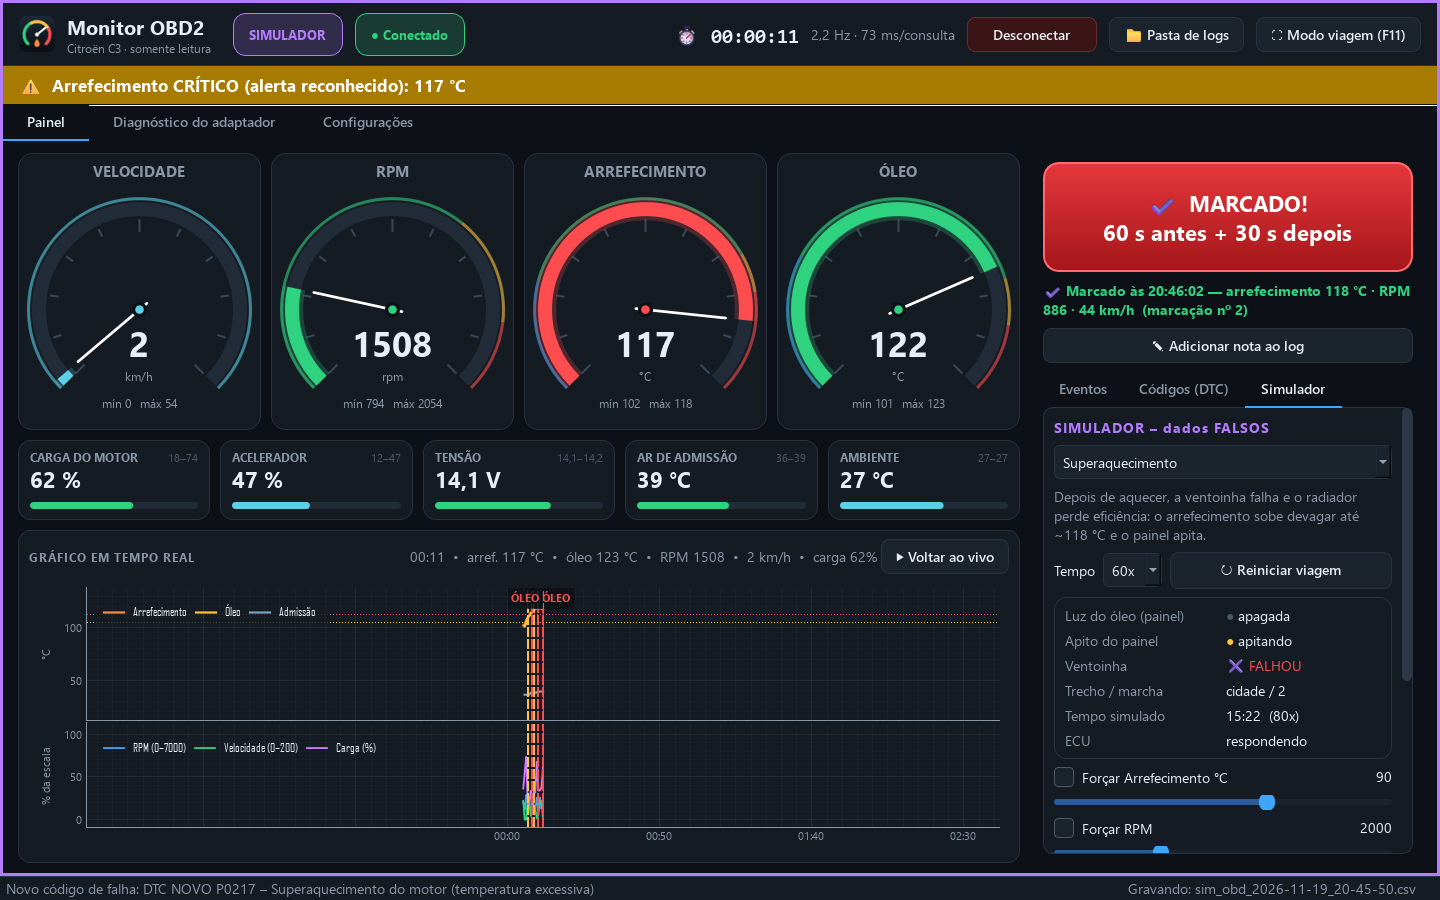 Monitor OBD2
Citroën C3 · somente leitura
SIMULADOR
● Conectado
00:00:11
2,2 Hz · 73 ms/consulta
Desconectar
Pasta de logs
Modo viagem (F11)
Arrefecimento CRÍTICO (alerta reconhecido): 117 °C
Painel
Diagnóstico do adaptador
Configurações
VELOCIDADE
2
km/h
mín 0 máx 54
RPM
1508
rpm
mín 794 máx 2054
ARREFECIMENTO
117
°C
mín 102 máx 118
ÓLEO
122
°C
mín 101 máx 123
CARGA DO MOTOR 18–74
62 %
ACELERADOR 12–47
47 %
TENSÃO 14,1–14,2
14,1 V
AR DE ADMISSÃO 36–39
39 °C
AMBIENTE 27–27
27 °C
GRÁFICO EM TEMPO REAL
00:11 • arref. 117 °C • óleo 123 °C • RPM 1508 • 2 km/h • carga 62%
Voltar ao vivo
ÓLEO ÓLEO
Arrefecimento Óleo Admissão
100
°C
50
RPM (0–7000) Velocidade (0–200) Carga (%)
100
% da escala
50
0
00:00 00:50 01:40 02:30
MARCADO!
60 s antes + 30 s depois
Marcado às 20:46:02 — arrefecimento 118 °C · RPM
886 · 44 km/h (marcação nº 2)
Adicionar nota ao log
Eventos
Códigos (DTC)
Simulador
SIMULADOR – dados FALSOS
Superaquecimento
Depois de aquecer, a ventoinha falha e o radiador
perde eficiência: o arrefecimento sobe devagar até
~118 °C e o painel apita.
Tempo 60x
Reiniciar viagem
Luz do óleo (painel) ● apagada
Apito do painel ● apitando
Ventoinha FALHOU
Trecho / marcha cidade / 2
Tempo simulado 15:22 (80x)
ECU respondendo
Forçar Arrefecimento °C 90
Forçar RPM 2000
Novo código de falha: DTC NOVO P0217 – Superaquecimento do motor (temperatura excessiva)
Gravando: sim_obd_2026-11-19_20-45-50.csv